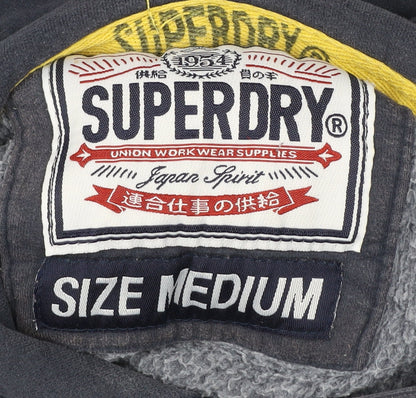 SUPERDRY®
1954
供給 員の手
SUPERDRY®
UNION WORKWEAR SUPPLIES
Japan Spirit
連合仕事の供給
SIZE MEDIUM